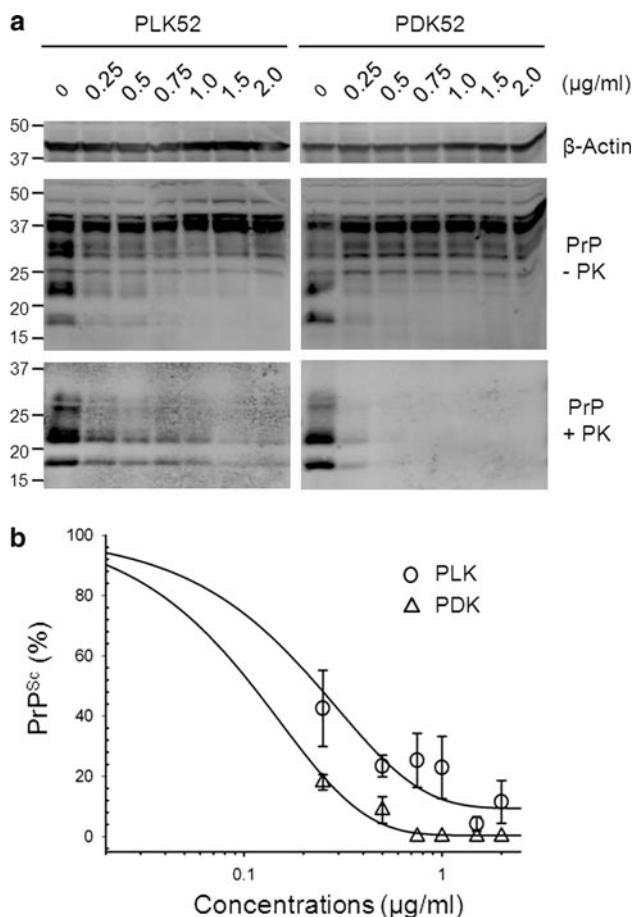 a
PLK52 PDK52
0 0.25 0.5 0.75 1.0 1.5 2.0 0 0.25 0.5 0.75 1.0 1.5 2.0 (μg/ml)
50
37
β-Actin
50
37
25
20
15
PrP
- PK
37
25
20
15
PrP
+ PK
b
100
80
60
40
20
0
PrPSc (%)
PLK
PDK
0.1 1
Concentrations (μg/ml)